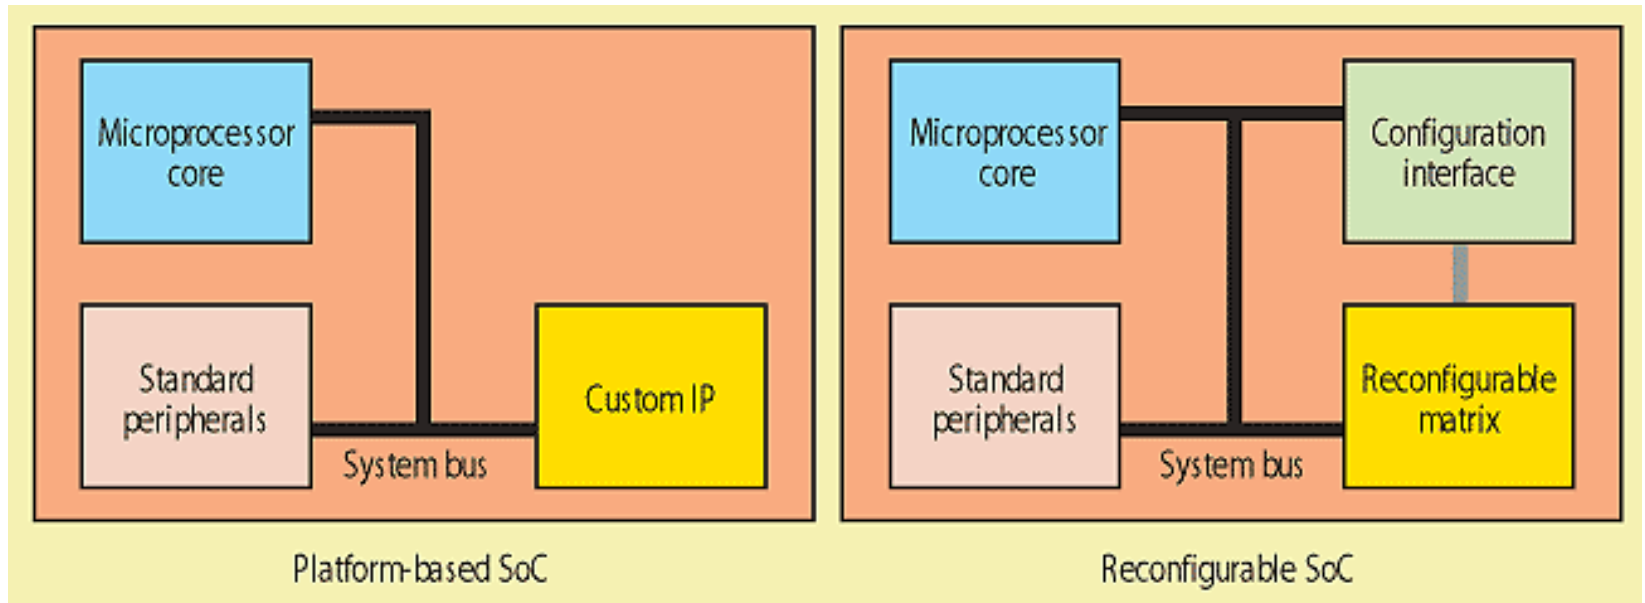 Microprocessor
core
Standard
peripherals
Custom IP
System bus
Platform-based SoC
Microprocessor
core
Configuration
interface
Standard
peripherals
Reconfigurable
matrix
System bus
Reconfigurable SoC